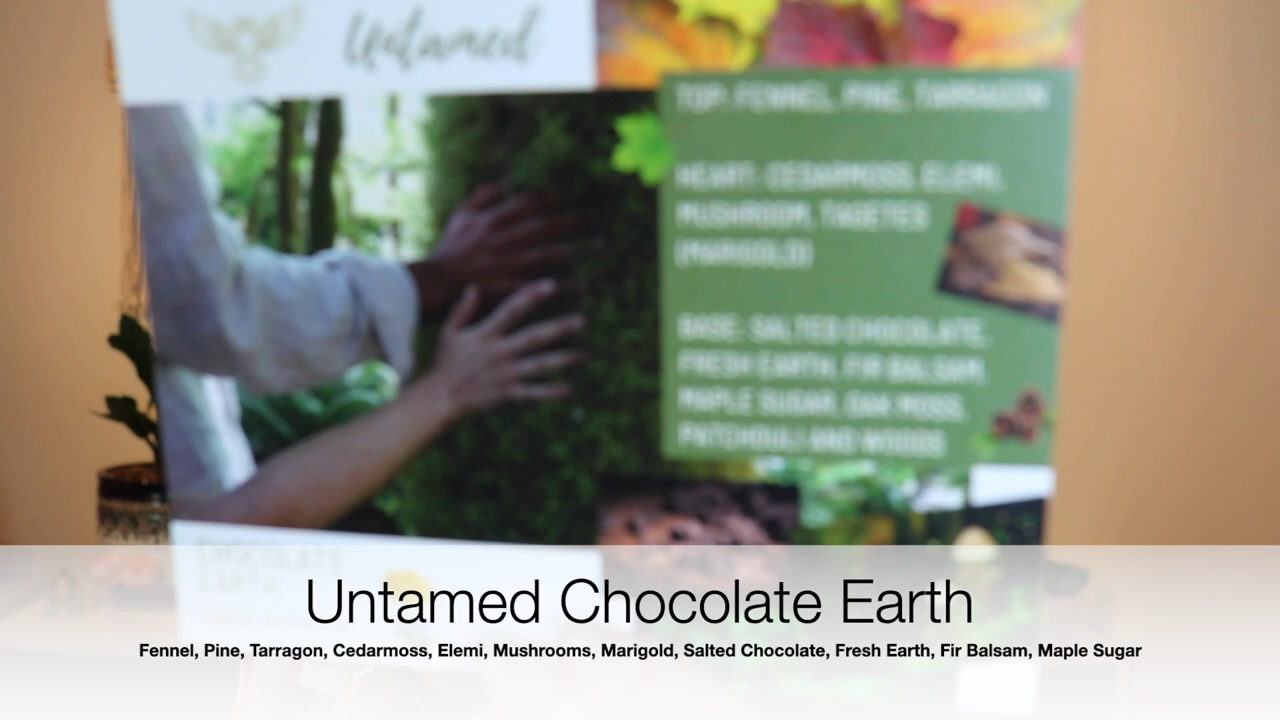 Untamed
TOP: FENNEL, PINE, TARRAGON
HEART: CEDARMOSS, ELEMI,
MUSHROOM, TAGETES
(MARIGOLD)
BASE: SALTED CHOCOLATE,
FRESH EARTH, FIR BALSAM,
MAPLE SUGAR, OAK MOSS,
PATCHOULI AND WOODS
CHOCOLATE
EARTH
Untamed Chocolate Earth
Fennel, Pine, Tarragon, Cedarmoss, Elemi, Mushrooms, Marigold, Salted Chocolate, Fresh Earth, Fir Balsam, Maple Sugar